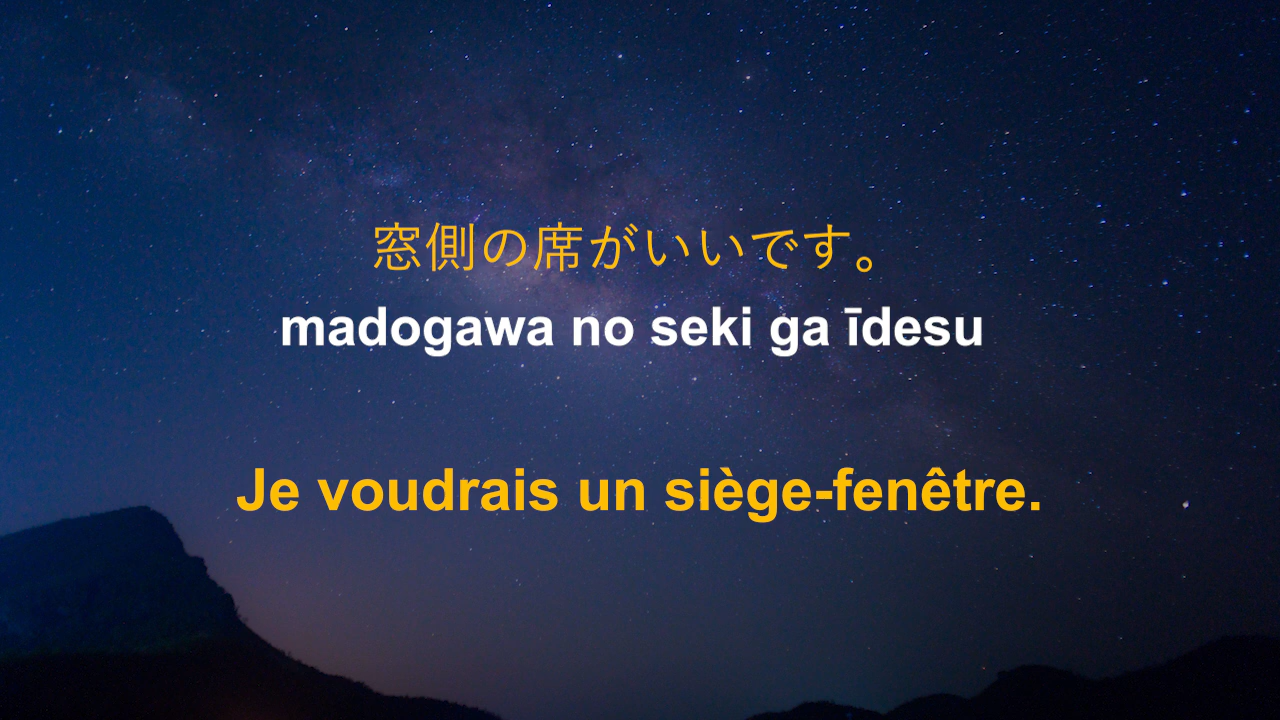 窓側の席がいいです。
madogawa no seki ga īdesu
Je voudrais un siège-fenêtre.